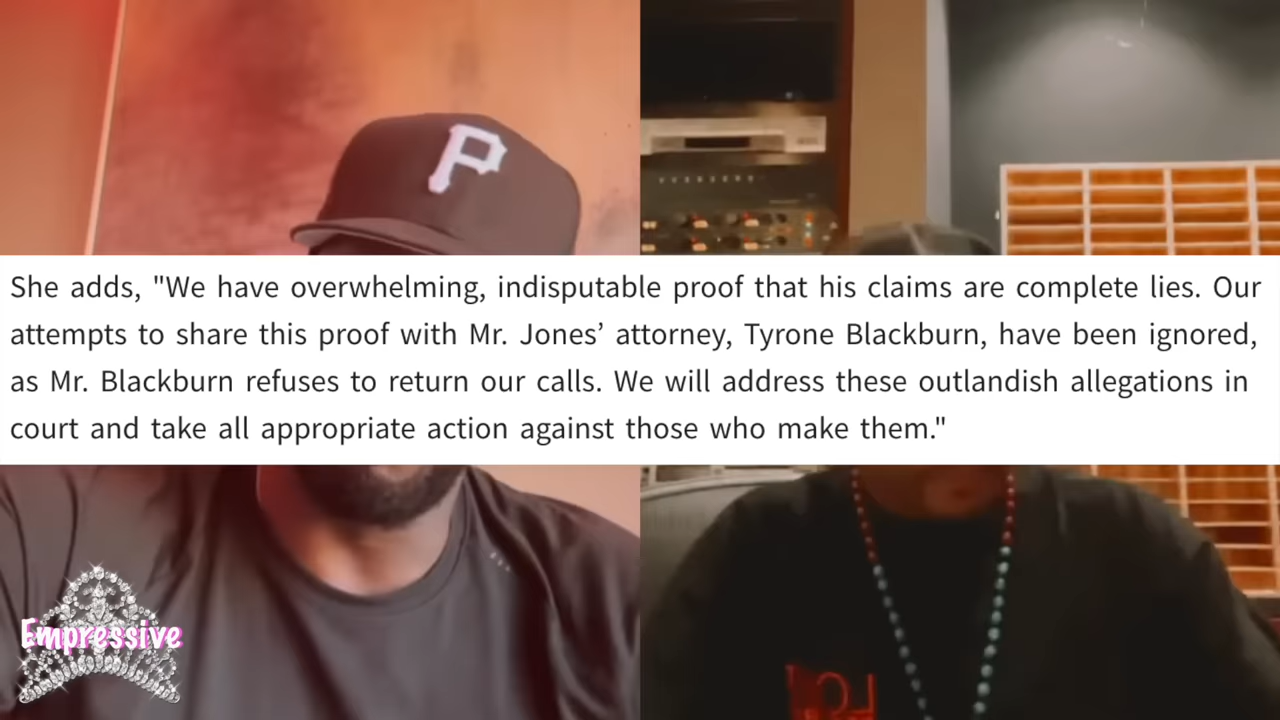 P
She adds, "We have overwhelming, indisputable proof that his claims are complete lies. Our
attempts to share this proof with Mr. Jones’ attorney, Tyrone Blackburn, have been ignored,
as Mr. Blackburn refuses to return our calls. We will address these outlandish allegations in
court and take all appropriate action against those who make them."
Empressive